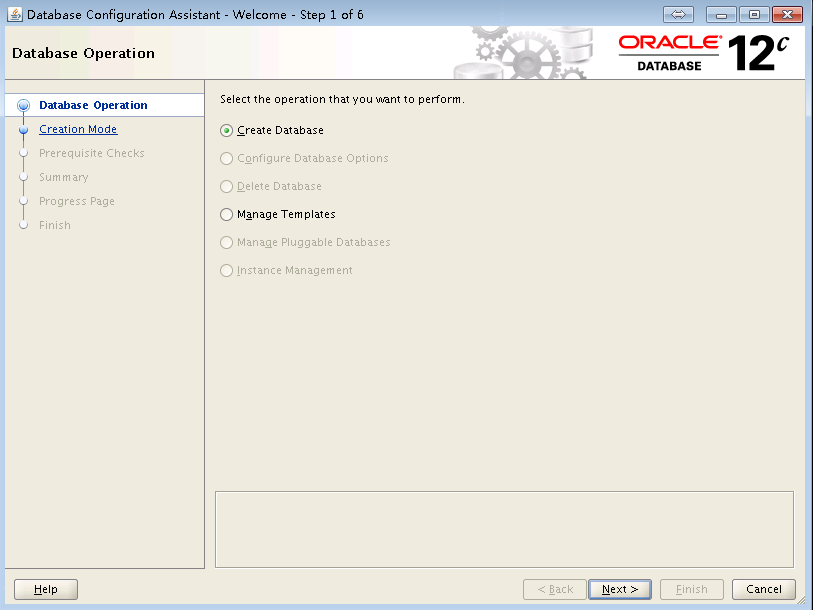 Database Configuration Assistant - Welcome - Step 1 of 6
Database Operation
ORACLE®
DATABASE
12c
Database Operation
Creation Mode
Prerequisite Checks
Summary
Progress Page
Finish
Select the operation that you want to perform.
Create Database
Configure Database Options
Delete Database
Manage Templates
Manage Pluggable Databases
Instance Management
Help
< Back
Next >
Finish
Cancel